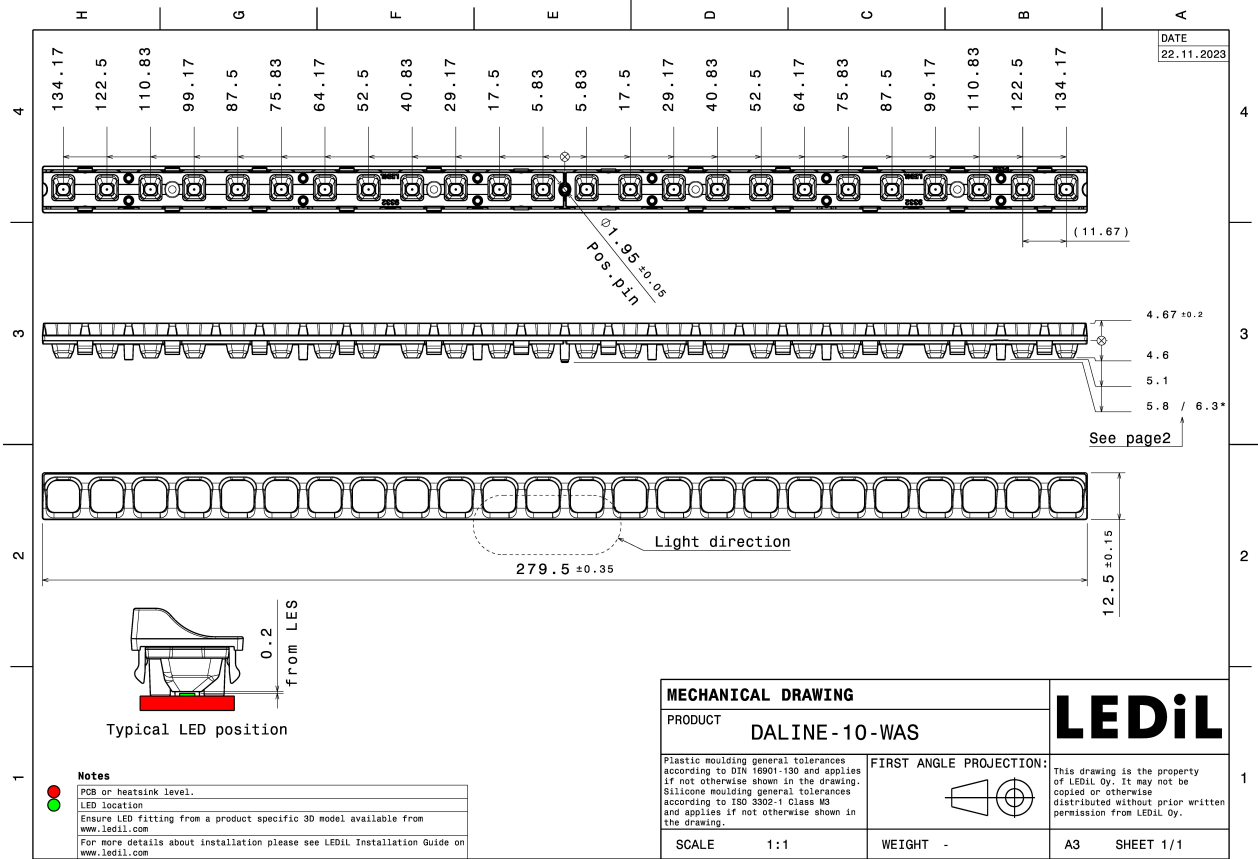 H G F E D C B A
DATE
22.11.2023
4 4
134.17 122.5 110.83 99.17 87.5 75.83 64.17 52.5 40.83 29.17 17.5 5.83 5.83 17.5 29.17 40.83 52.5 64.17 75.83 87.5 99.17 110.83 122.5 134.17
LEDiL LEDiL
9332 9332
(11.67)
Ø1.95 ±0.05
Pos.pin
3 3
4.67 ±0.2
4.6
5.1
5.8 / 6.3*
See page2
Light direction
279.5 ±0.35
12.5 ±0.15
2 2
0.2
from LES
Typical LED position
1 1
Notes
PCB or heatsink level.
LED location
Ensure LED fitting from a product specific 3D model available from
www.ledil.com
For more details about installation please see LEDiL Installation Guide on
www.ledil.com
MECHANICAL DRAWING
PRODUCT
DALINE-10-WAS
LEDiL
Plastic moulding general tolerances
according to DIN 16901-130 and applies
if not otherwise shown in the drawing.
Silicone moulding general tolerances
according to ISO 3302-1 Class M3
and applies if not otherwise shown in
the drawing.
FIRST ANGLE PROJECTION:
This drawing is the property
of LEDiL Oy. It may not be
copied or otherwise
distributed without prior written
permission from LEDiL Oy.
SCALE 1:1
WEIGHT -
A3 SHEET 1/1